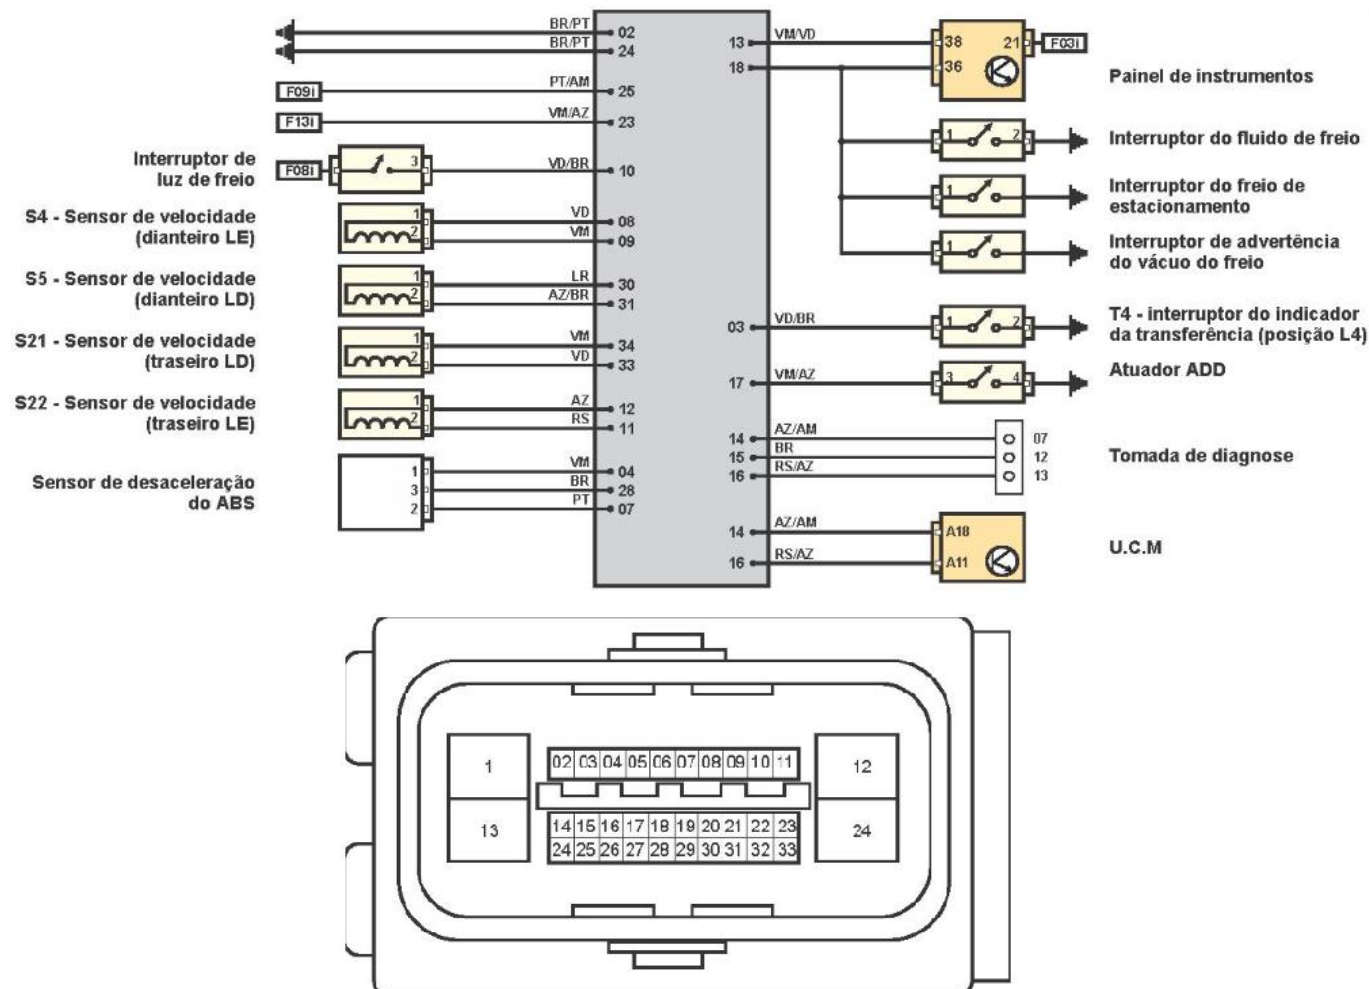 BR/PT
02
BR/PT
24
F09i
PT/AM
25
F13i
VM/AZ
23
Interruptor de
luz de freio
F08i
3
VD/BR
10
S4 - Sensor de velocidade
(dianteiro LE)
1
VD
08
2
VM
09
S5 - Sensor de velocidade
(dianteiro LD)
1
LR
30
2
AZ/BR
31
S21 - Sensor de velocidade
(traseiro LD)
1
VM
34
2
VD
33
S22 - Sensor de velocidade
(traseiro LE)
1
AZ
12
2
RS
11
Sensor de desaceleração
do ABS
1
VM
04
3
BR
28
2
PT
07
13
VM/VD
38
21
F03i
18
36
Painel de instrumentos
1
2
Interruptor do fluido de freio
1
Interruptor do freio de
estacionamento
1
Interruptor de advertência
do vácuo do freio
03
VD/BR
1
2
T4 - interruptor do indicador
da transferência (posição L4)
17
VM/AZ
3
4
Atuador ADD
14
AZ/AM
07
15
BR
12
16
RS/AZ
13
Tomada de diagnose
14
AZ/AM
A18
16
RS/AZ
A11
U.C.M
1
02 03 04 05 06 07 08 09 10 11
12
13
14 15 16 17 18 19 20 21 22 23
24 25 26 27 28 29 30 31 32 33
24